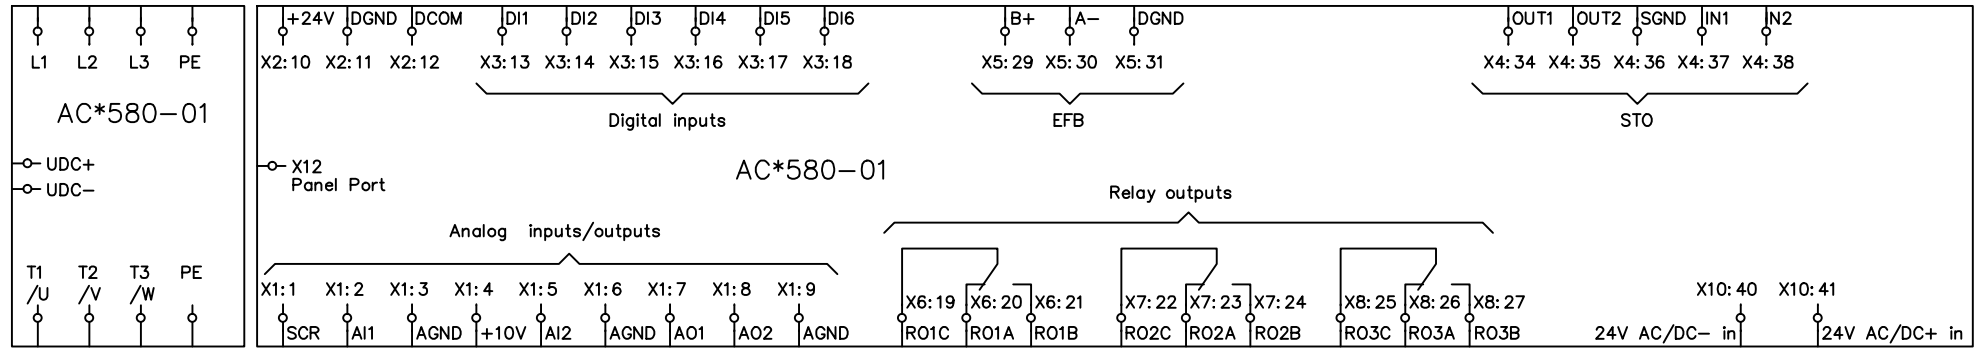 +24V DGND DCOM DI1 DI2 DI3 DI4 DI5 DI6 B+ A- DGND OUT1 OUT2 SGND IN1 IN2
L1 L2 L3 PE X2:10 X2:11 X2:12 X3:13 X3:14 X3:15 X3:16 X3:17 X3:18 X5:29 X5:30 X5:31 X4:34 X4:35 X4:36 X4:37 X4:38
AC*580-01
Digital inputs EFB STO
UDC+
UDC-
X12
Panel Port
AC*580-01
Relay outputs
Analog inputs/outputs
T1 T2 T3 PE
/U /V /W
X1:1 X1:2 X1:3 X1:4 X1:5 X1:6 X1:7 X1:8 X1:9 X10:40 X10:41
X6:19 X6:20 X6:21 X7:22 X7:23 X7:24 X8:25 X8:26 X8:27
SCR AI1 AGND +10V AI2 AGND AO1 AO2 AGND RO1C RO1A RO1B RO2C RO2A RO2B RO3C RO3A RO3B 24V AC/DC- in 24V AC/DC+ in